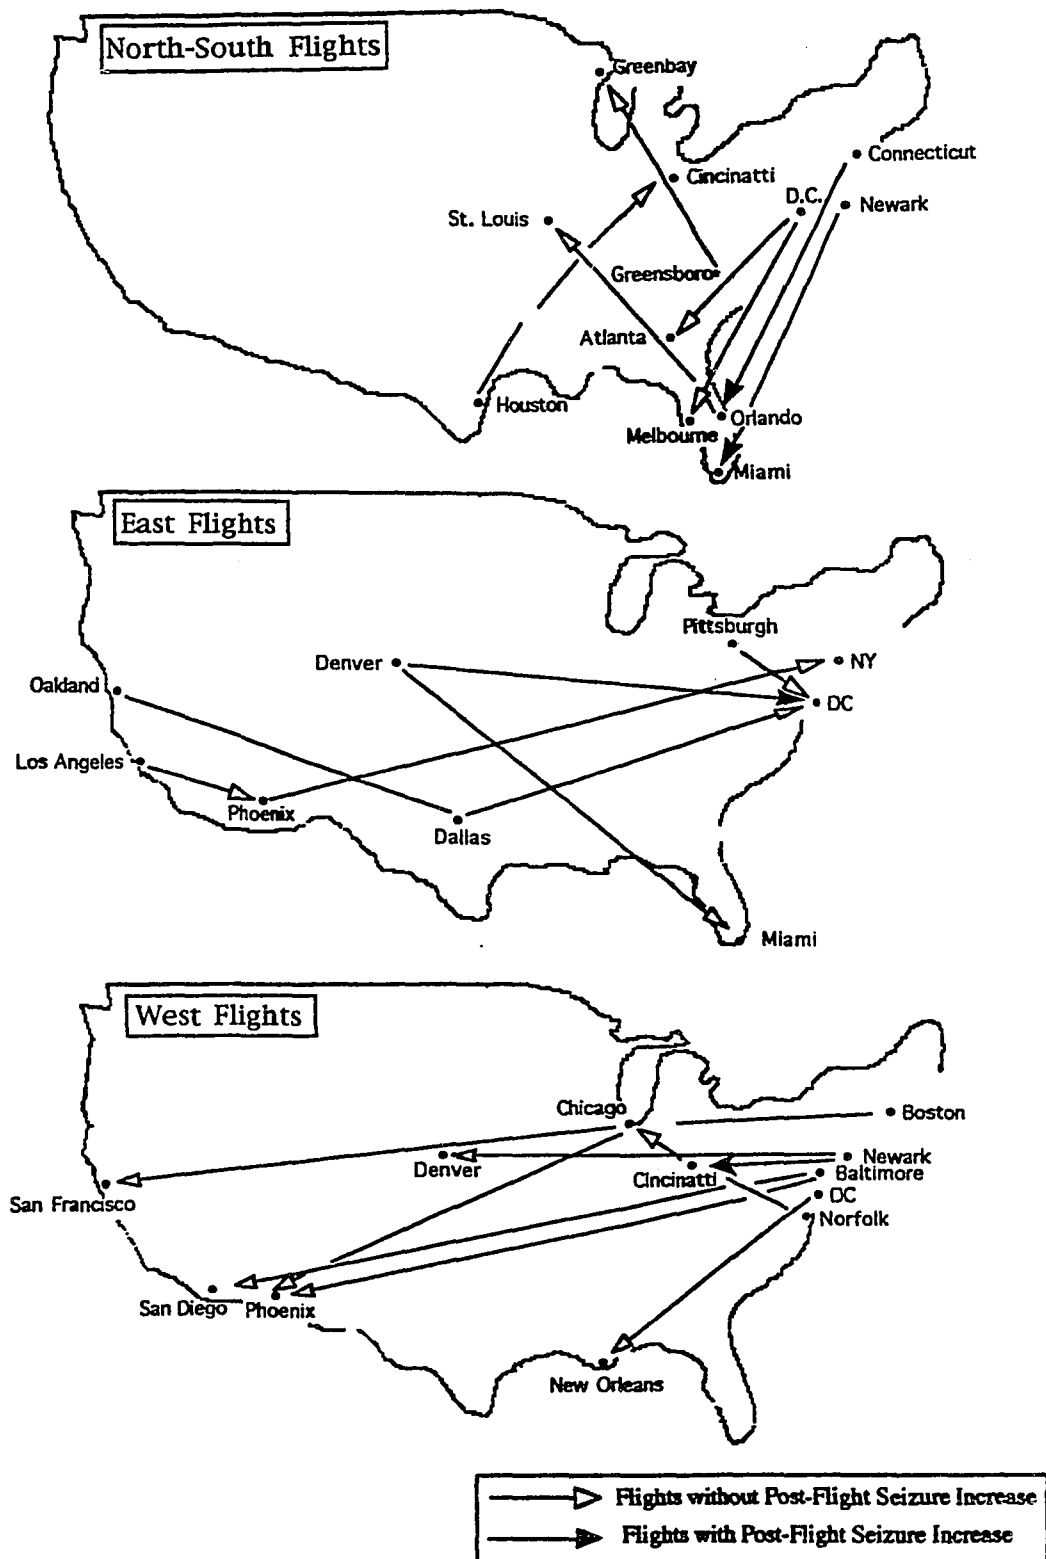 North-South Flights
Greenbay
Connecticut
Cincinatti
D.C.
Newark
St. Louis
Greensboro
Atlanta
Houston
Orlando
Melbourne
Miami
East Flights
Pittsburgh
Denver
NY
Oakland
DC
Los Angeles
Phoenix
Dallas
Miami
West Flights
Chicago
Boston
Denver
Newark
Cincinatti
Baltimore
San Francisco
DC
Norfolk
San Diego
Phoenix
New Orleans
Flights without Post-Flight Seizure Increase
Flights with Post-Flight Seizure Increase